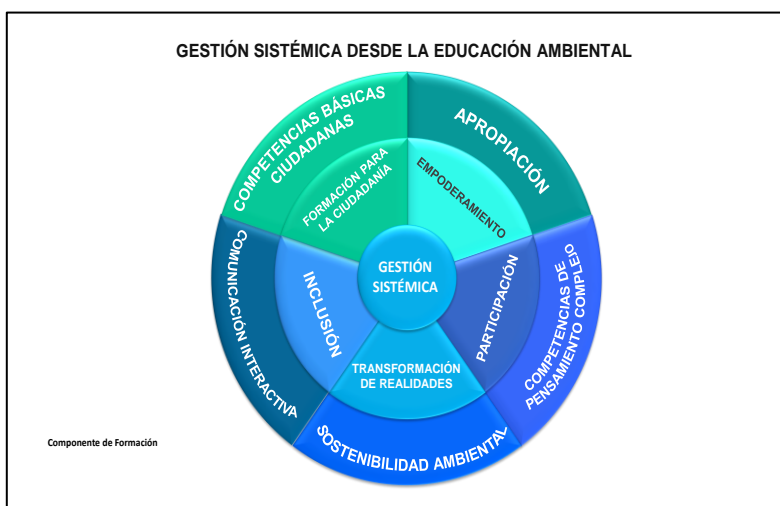 GESTIÓN SISTÉMICA DESDE LA EDUCACIÓN AMBIENTAL
COMPETENCIAS BÁSICAS
CIUDADANAS
APROPIACIÓN
FORMACIÓN PARA
LA CIUDADANÍA
EMPODERAMIENTO
GESTIÓN
SISTÉMICA
COMUNICACIÓN INTERACTIVA
INCLUSIÓN
PARTICIPACIÓN
COMPETENCIAS DE
PENSAMIENTO COMPLEJO
TRANSFORMACIÓN
DE REALIDADES
SOSTENIBILIDAD AMBIENTAL
Componente de Formación